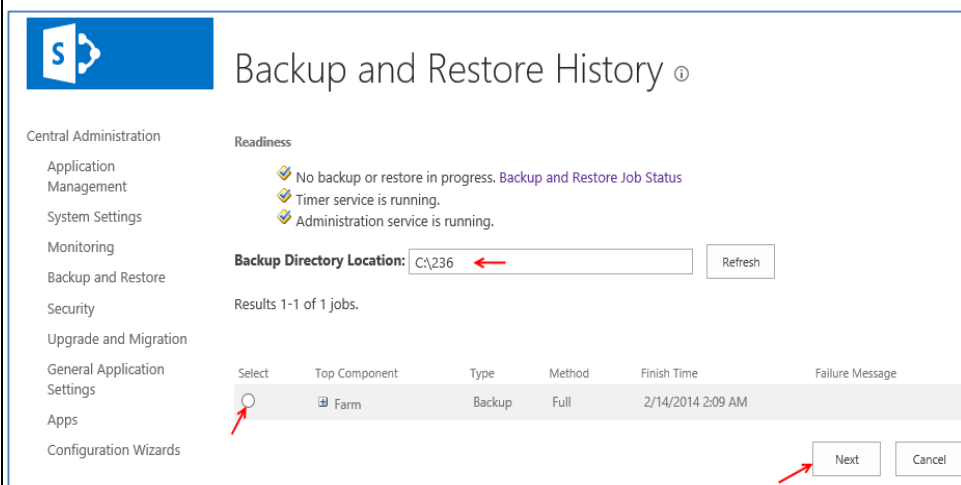 S
Backup and Restore History
Central Administration
Application
Management
System Settings
Monitoring
Backup and Restore
Security
Upgrade and Migration
General Application
Settings
Apps
Configuration Wizards
Readiness
No backup or restore in progress. Backup and Restore Job Status
Timer service is running.
Administration service is running.
Backup Directory Location: C:\236 Refresh
Results 1-1 of 1 jobs.
Select Top Component Type Method Finish Time Failure Message
Farm Backup Full 2/14/2014 2:09 AM
Next Cancel